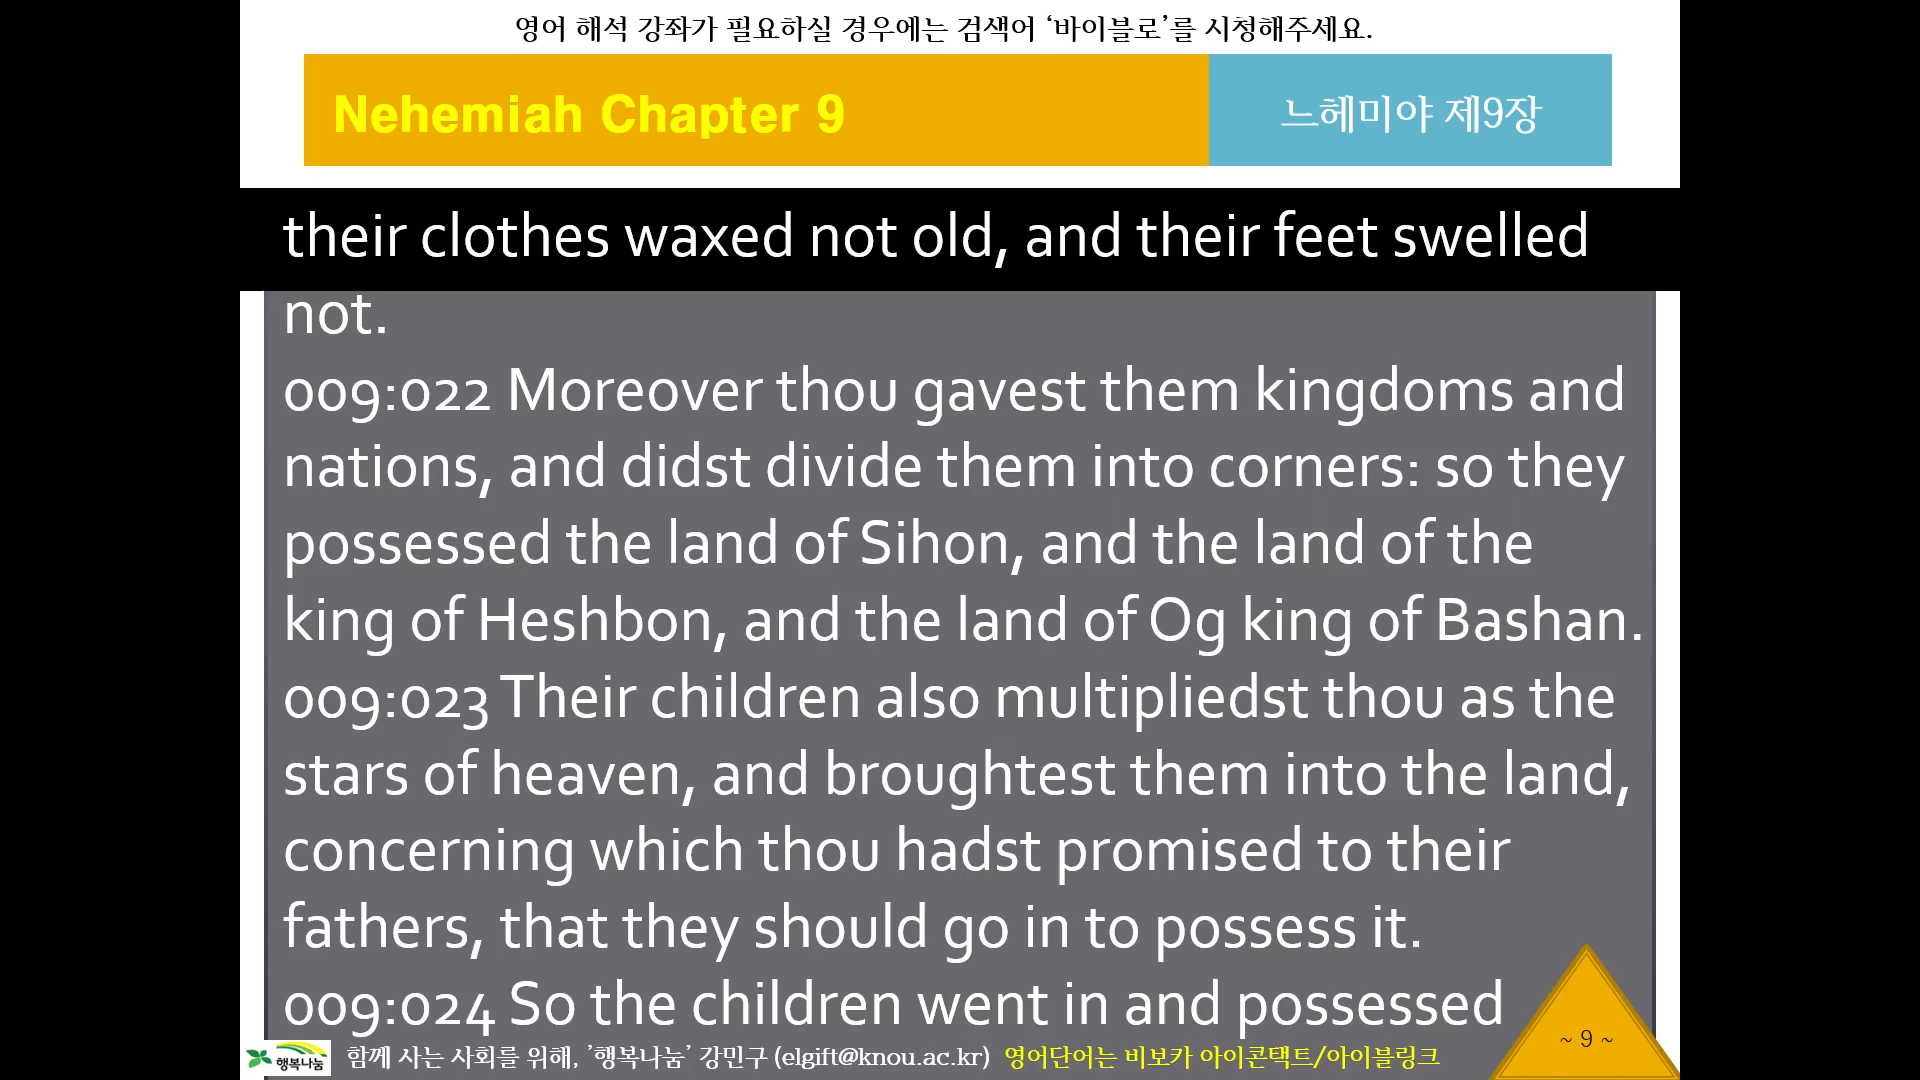 영어 해석 강좌가 필요하실 경우에는 검색어 ‘바이블로’를 시청해주세요.
Nehemiah Chapter 9
느헤미야 제9장
their clothes waxed not old, and their feet swelled
not.
009:022 Moreover thou gavest them kingdoms and
nations, and didst divide them into corners: so they
possessed the land of Sihon, and the land of the
king of Heshbon, and the land of Og king of Bashan.
009:023 Their children also multipliedst thou as the
stars of heaven, and broughtest them into the land,
concerning which thou hadst promised to their
fathers, that they should go in to possess it.
009:024 So the children went in and possessed
~ 9 ~
행복나눔
함께 사는 사회를 위해, ’행복나눔’ 강민구 (elgift@knou.ac.kr) 영어단어는 비보카 아이콘택트/아이블링크